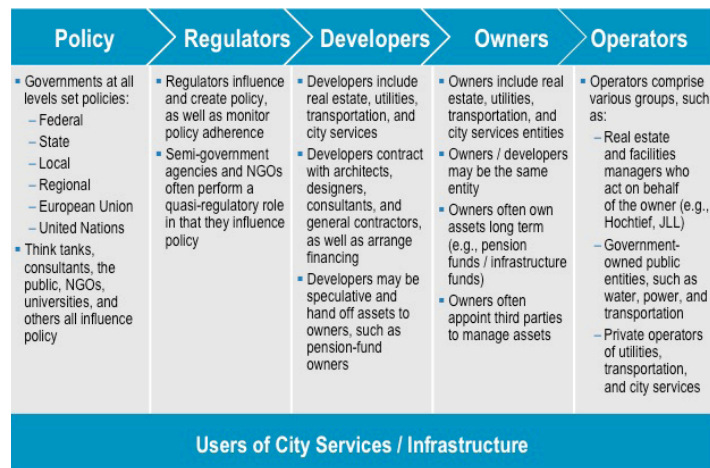 Policy
Regulators
Developers
Owners
Operators
▪ Governments at all
levels set policies:
– Federal
– State
– Local
– Regional
– European Union
– United Nations
▪ Think tanks,
consultants, the
public, NGOs,
universities, and
others all influence
policy
▪ Regulators influence
and create policy,
as well as monitor
policy adherence
▪ Semi-government
agencies and NGOs
often perform a
quasi-regulatory role
in that they influence
policy
▪ Developers include
real estate, utilities,
transportation, and
city services
▪ Developers contract
with architects,
designers,
consultants, and
general contractors,
as well as arrange
financing
▪ Developers may be
speculative and
hand off assets to
owners, such as
pension-fund
owners
▪ Owners include real
estate, utilities,
transportation, and
city services entities
▪ Owners / developers
may be the same
entity
▪ Owners often own
assets long term
(e.g., pension
funds / infrastructure
funds)
▪ Owners often
appoint third parties
to manage assets
▪ Operators comprise
various groups, such
as:
– Real estate
and facilities
managers who
act on behalf
of the owner (e.g.,
Hochtief, JLL)
– Government-
owned public
entities, such as
water, power, and
transportation
– Private operators
of utilities,
transportation,
and city services
Users of City Services / Infrastructure